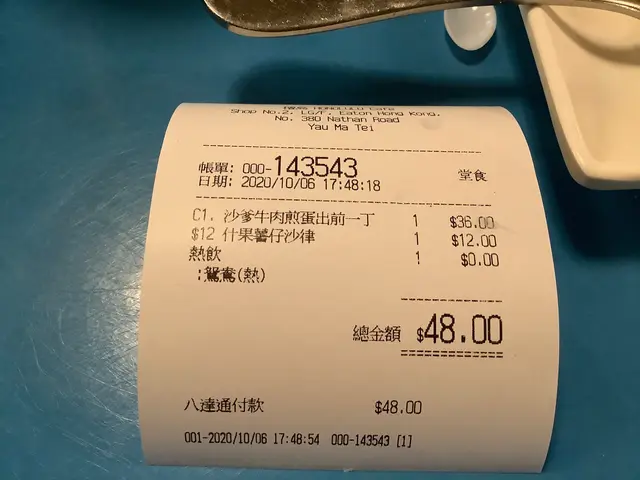 HONOLULU Cafe
Shop No.2, LG/F, Eaton Hong Kong,
No. 380 Nathan Road
Yau Ma Tei
帳單: 000-143543 堂食
日期: 2020/10/06 17:48:18
C1. 沙爹牛肉煎蛋出前一丁 1 $36.00
$12 什果薯仔沙律 1 $12.00
熱飲 1 $0.00
:鴛鴦(熱)
總金額 $48.00
八達通付款 $48.00
001-2020/10/06 17:48:54 000-143543 [1]